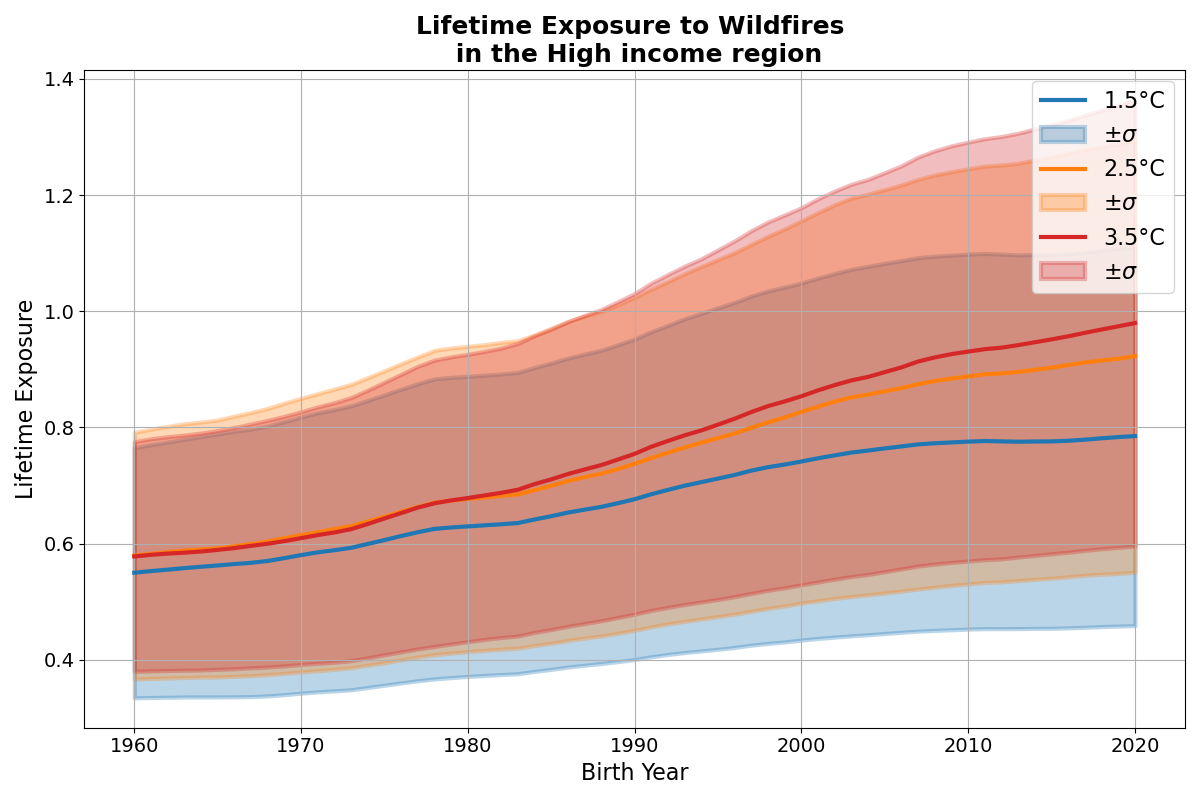 Lifetime Exposure to Wildfires
in the High income region
1.4
1.2
1.0
0.8
0.6
0.4
Lifetime Exposure
1.5°C
±σ
2.5°C
±σ
3.5°C
±σ
1960 1970 1980 1990 2000 2010 2020
Birth Year